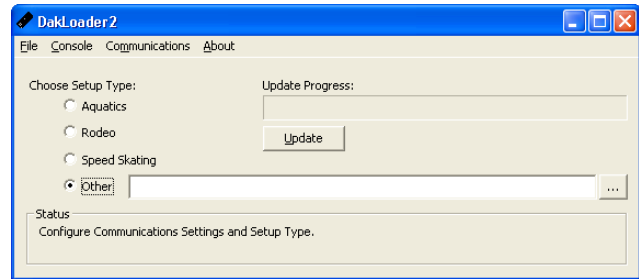 DakLoader2
File Console Communications About
Choose Setup Type:
Update Progress:
Aquatics
Rodeo
Update
Speed Skating
Other
...
Status
Configure Communications Settings and Setup Type.